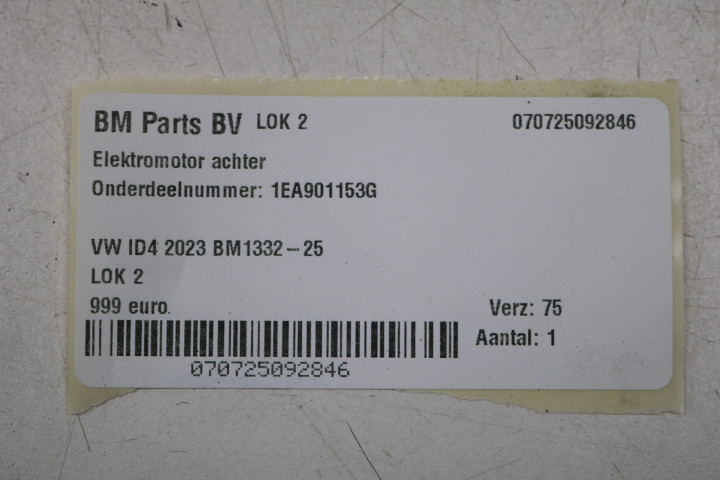 BM Parts BV LOK 2 070725092846
Elektromotor achter
Onderdeelnummer: 1EA901153G
VW ID4 2023 BM1332-25
LOK 2
999 euro. Verz: 75
Aantal: 1
070725092846